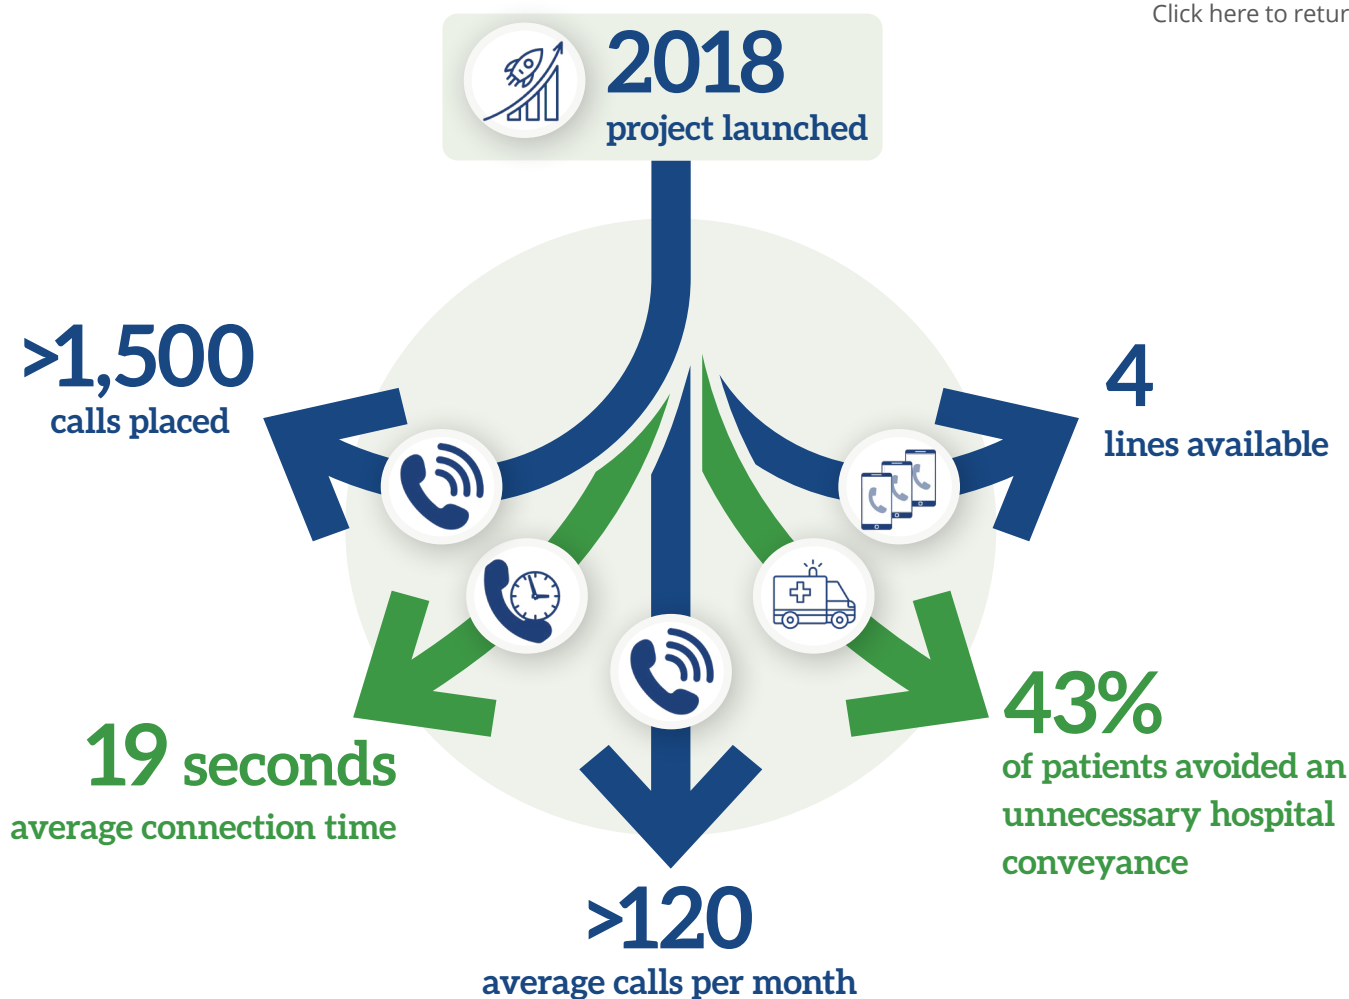 Click here to retur
2018
project launched
>1,500
calls placed
4
lines available
19 seconds
average connection time
43%
of patients avoided an
unnecessary hospital
conveyance
>120
average calls per month